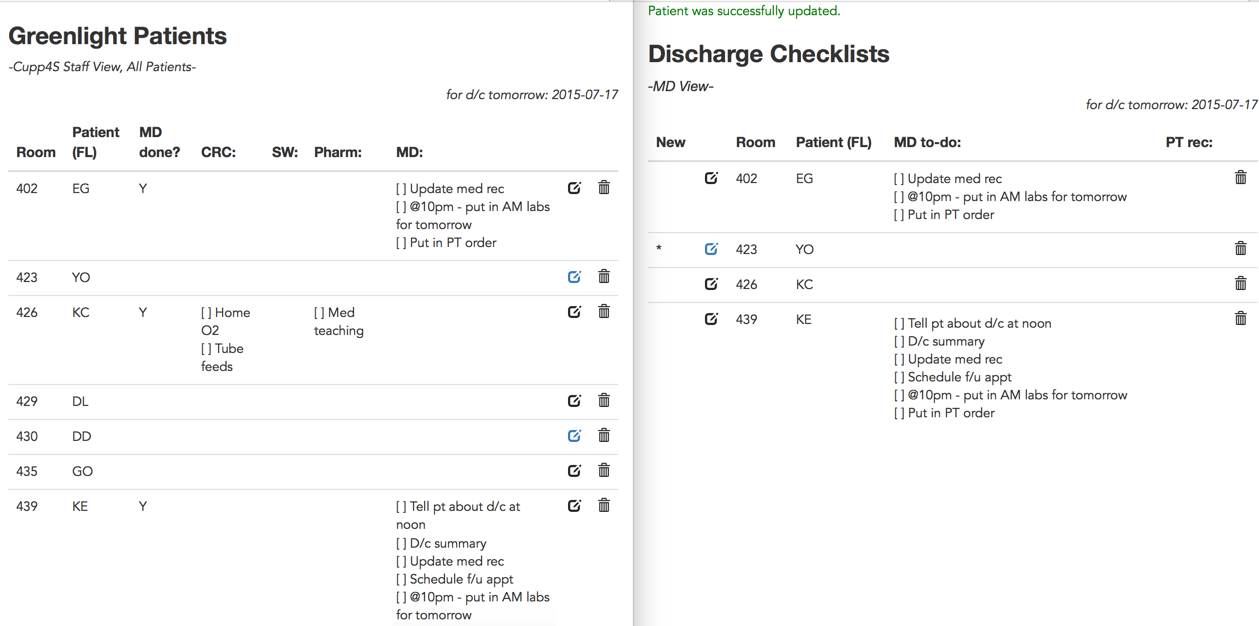 Greenlight Patients
-Cupp4S Staff View, All Patients-
for d/c tomorrow: 2015-07-17
Room Patient (FL) MD done? CRC: SW: Pharm: MD:
402 EG Y [ ] Update med rec
[ ] @10pm - put in AM labs
for tomorrow
[ ] Put in PT order
423 YO
426 KC Y [ ] Home [ ] Med
O2 teaching
[ ] Tube
feeds
429 DL
430 DD
435 GO
439 KE Y [ ] Tell pt about d/c at
noon
[ ] D/c summary
[ ] Update med rec
[ ] Schedule f/u appt
[ ] @10pm - put in AM labs
for tomorrow
Patient was successfully updated.
Discharge Checklists
-MD View-
for d/c tomorrow: 2015-07-17
New Room Patient (FL) MD to-do: PT rec:
402 EG [ ] Update med rec
[ ] @10pm - put in AM labs for tomorrow
[ ] Put in PT order
* 423 YO
426 KC
439 KE [ ] Tell pt about d/c at noon
[ ] D/c summary
[ ] Update med rec
[ ] Schedule f/u appt
[ ] @10pm - put in AM labs for tomorrow
[ ] Put in PT order